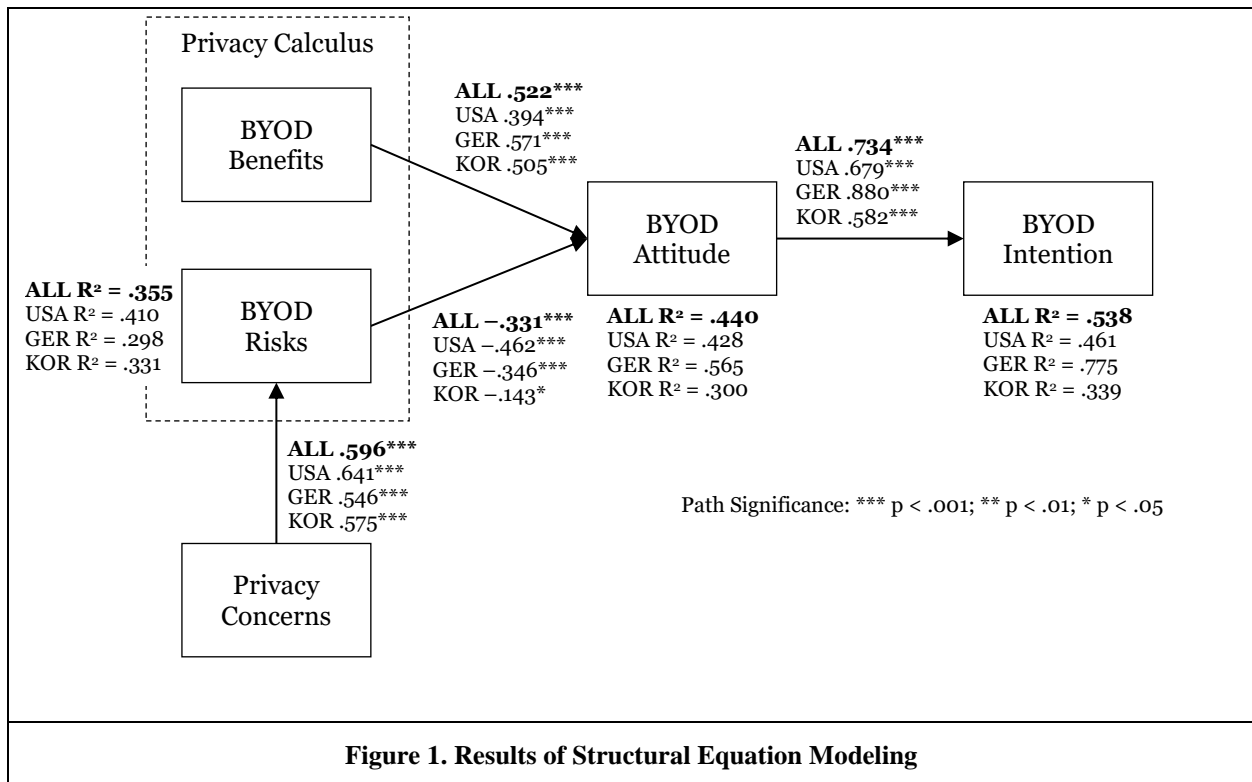 Privacy Calculus
BYOD
Benefits
ALL .522***
USA .394***
GER .571***
KOR .505***
ALL .734***
USA .679***
GER .880***
KOR .582***
BYOD
Attitude
BYOD
Intention
ALL R² = .355
USA R² = .410
GER R² = .298
KOR R² = .331
BYOD
Risks
ALL –.331***
USA –.462***
GER –.346***
KOR –.143*
ALL R² = .440
USA R² = .428
GER R² = .565
KOR R² = .300
ALL R² = .538
USA R² = .461
GER R² = .775
KOR R² = .339
ALL .596***
USA .641***
GER .546***
KOR .575***
Path Significance: *** p < .001; ** p < .01; * p < .05
Privacy
Concerns
Figure 1. Results of Structural Equation Modeling